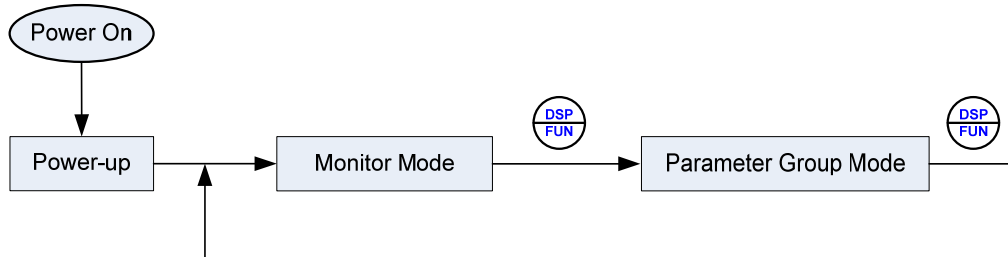 Power On
DSP
FUN
DSP
FUN
Power-up
Monitor Mode
Parameter Group Mode